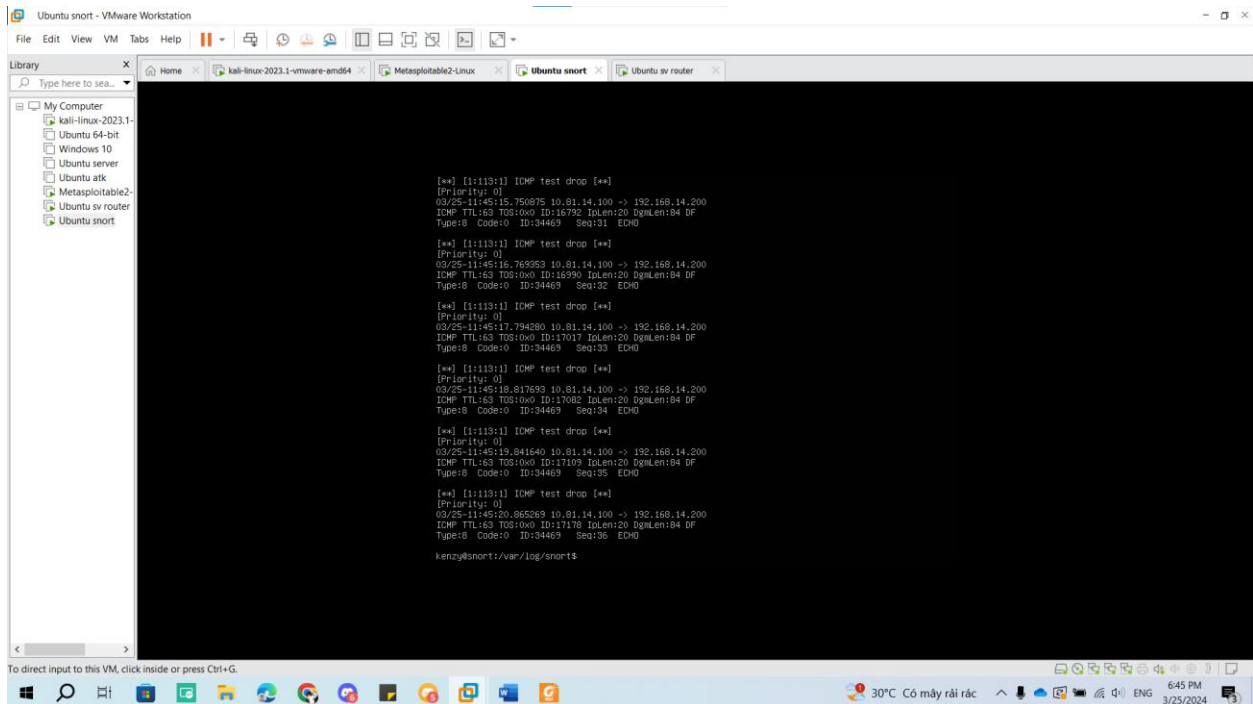 Ubuntu snort - VMware Workstation
File Edit View VM Tabs Help
Library
Type here to sea...
My Computer
kali-linux-2023.1-
Ubuntu 64-bit
Windows 10
Ubuntu server
Ubuntu atk
Metasploitable2-
Ubuntu sv router
Ubuntu snort
Home
kali-linux-2023.1-vmware-amd64
Metasploitable2-Linux
Ubuntu snort
Ubuntu sv router
[**] [1:113:1] ICMP test drop [**]
[Priority: 0]
03/25-11:45:15.750875 10.81.14.100 -> 192.168.14.200
ICMP TTL:63 TOS:0x0 ID:16792 IpLen:20 DgmLen:84 DF
Type:8 Code:0 ID:34469 Seq:31 ECHO
[**] [1:113:1] ICMP test drop [**]
[Priority: 0]
03/25-11:45:16.769353 10.81.14.100 -> 192.168.14.200
ICMP TTL:63 TOS:0x0 ID:16990 IpLen:20 DgmLen:84 DF
Type:8 Code:0 ID:34469 Seq:32 ECHO
[**] [1:113:1] ICMP test drop [**]
[Priority: 0]
03/25-11:45:17.794280 10.81.14.100 -> 192.168.14.200
ICMP TTL:63 TOS:0x0 ID:17017 IpLen:20 DgmLen:84 DF
Type:8 Code:0 ID:34469 Seq:33 ECHO
[**] [1:113:1] ICMP test drop [**]
[Priority: 0]
03/25-11:45:18.817693 10.81.14.100 -> 192.168.14.200
ICMP TTL:63 TOS:0x0 ID:17082 IpLen:20 DgmLen:84 DF
Type:8 Code:0 ID:34469 Seq:34 ECHO
[**] [1:113:1] ICMP test drop [**]
[Priority: 0]
03/25-11:45:19.841640 10.81.14.100 -> 192.168.14.200
ICMP TTL:63 TOS:0x0 ID:17109 IpLen:20 DgmLen:84 DF
Type:8 Code:0 ID:34469 Seq:35 ECHO
[**] [1:113:1] ICMP test drop [**]
[Priority: 0]
03/25-11:45:20.865269 10.81.14.100 -> 192.168.14.200
ICMP TTL:63 TOS:0x0 ID:17178 IpLen:20 DgmLen:84 DF
Type:8 Code:0 ID:34469 Seq:36 ECHO
kenzy@snort:/var/log/snort$
To direct input to this VM, click inside or press Ctrl+G.
30°C Có mây rải rác
ENG
6:45 PM
3/25/2024